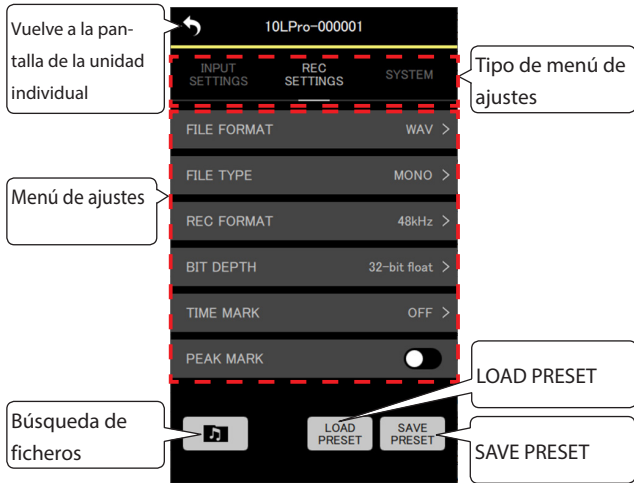 Vuelve a la pan-
talla de la unidad
individual
10LPro-000001
INPUT
SETTINGS
REC
SETTINGS
SYSTEM
Tipo de menú de
ajustes
Menú de ajustes
FILE FORMAT WAV >
FILE TYPE MONO >
REC FORMAT 48kHz >
BIT DEPTH 32-bit float >
TIME MARK OFF >
PEAK MARK
Búsqueda de
ficheros
LOAD
PRESET
SAVE
PRESET
LOAD PRESET
SAVE PRESET